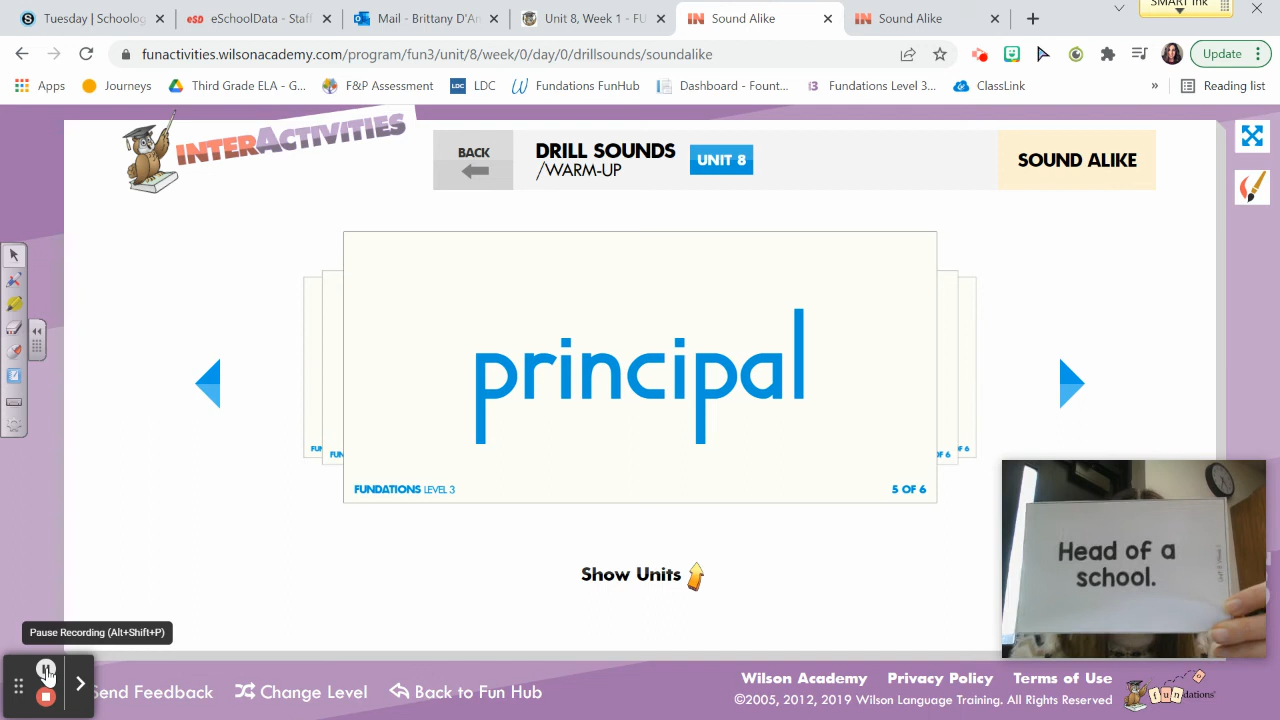 Tuesday | Schoolog
eSchoolData - Staff
Mail - Brittany D'An
Unit 8, Week 1 - FU
Sound Alike
Sound Alike
SMART Ink
funactivities.wilsonacademy.com/program/fun3/unit/8/week/0/day/0/drillsounds/soundalike
Update
Apps
Journeys
Third Grade ELA - G...
F&P Assessment
LDC
LTC
Fundations FunHub
Dashboard - Fount...
Fundations Level 3...
ClassLink
»
Reading list
INTERACTIVITIES
BACK
DRILL SOUNDS
/WARM-UP
UNIT 8
SOUND ALIKE
principal
FUNDATIONS LEVEL 3
5 OF 6
Head of a
school.
Show Units
Pause Recording (Alt+Shift+P)
Send Feedback
Change Level
Back to Fun Hub
Wilson Academy
Privacy Policy
Terms of Use
©2005, 2012, 2019 Wilson Language Training. All Rights Reserved
Fundations